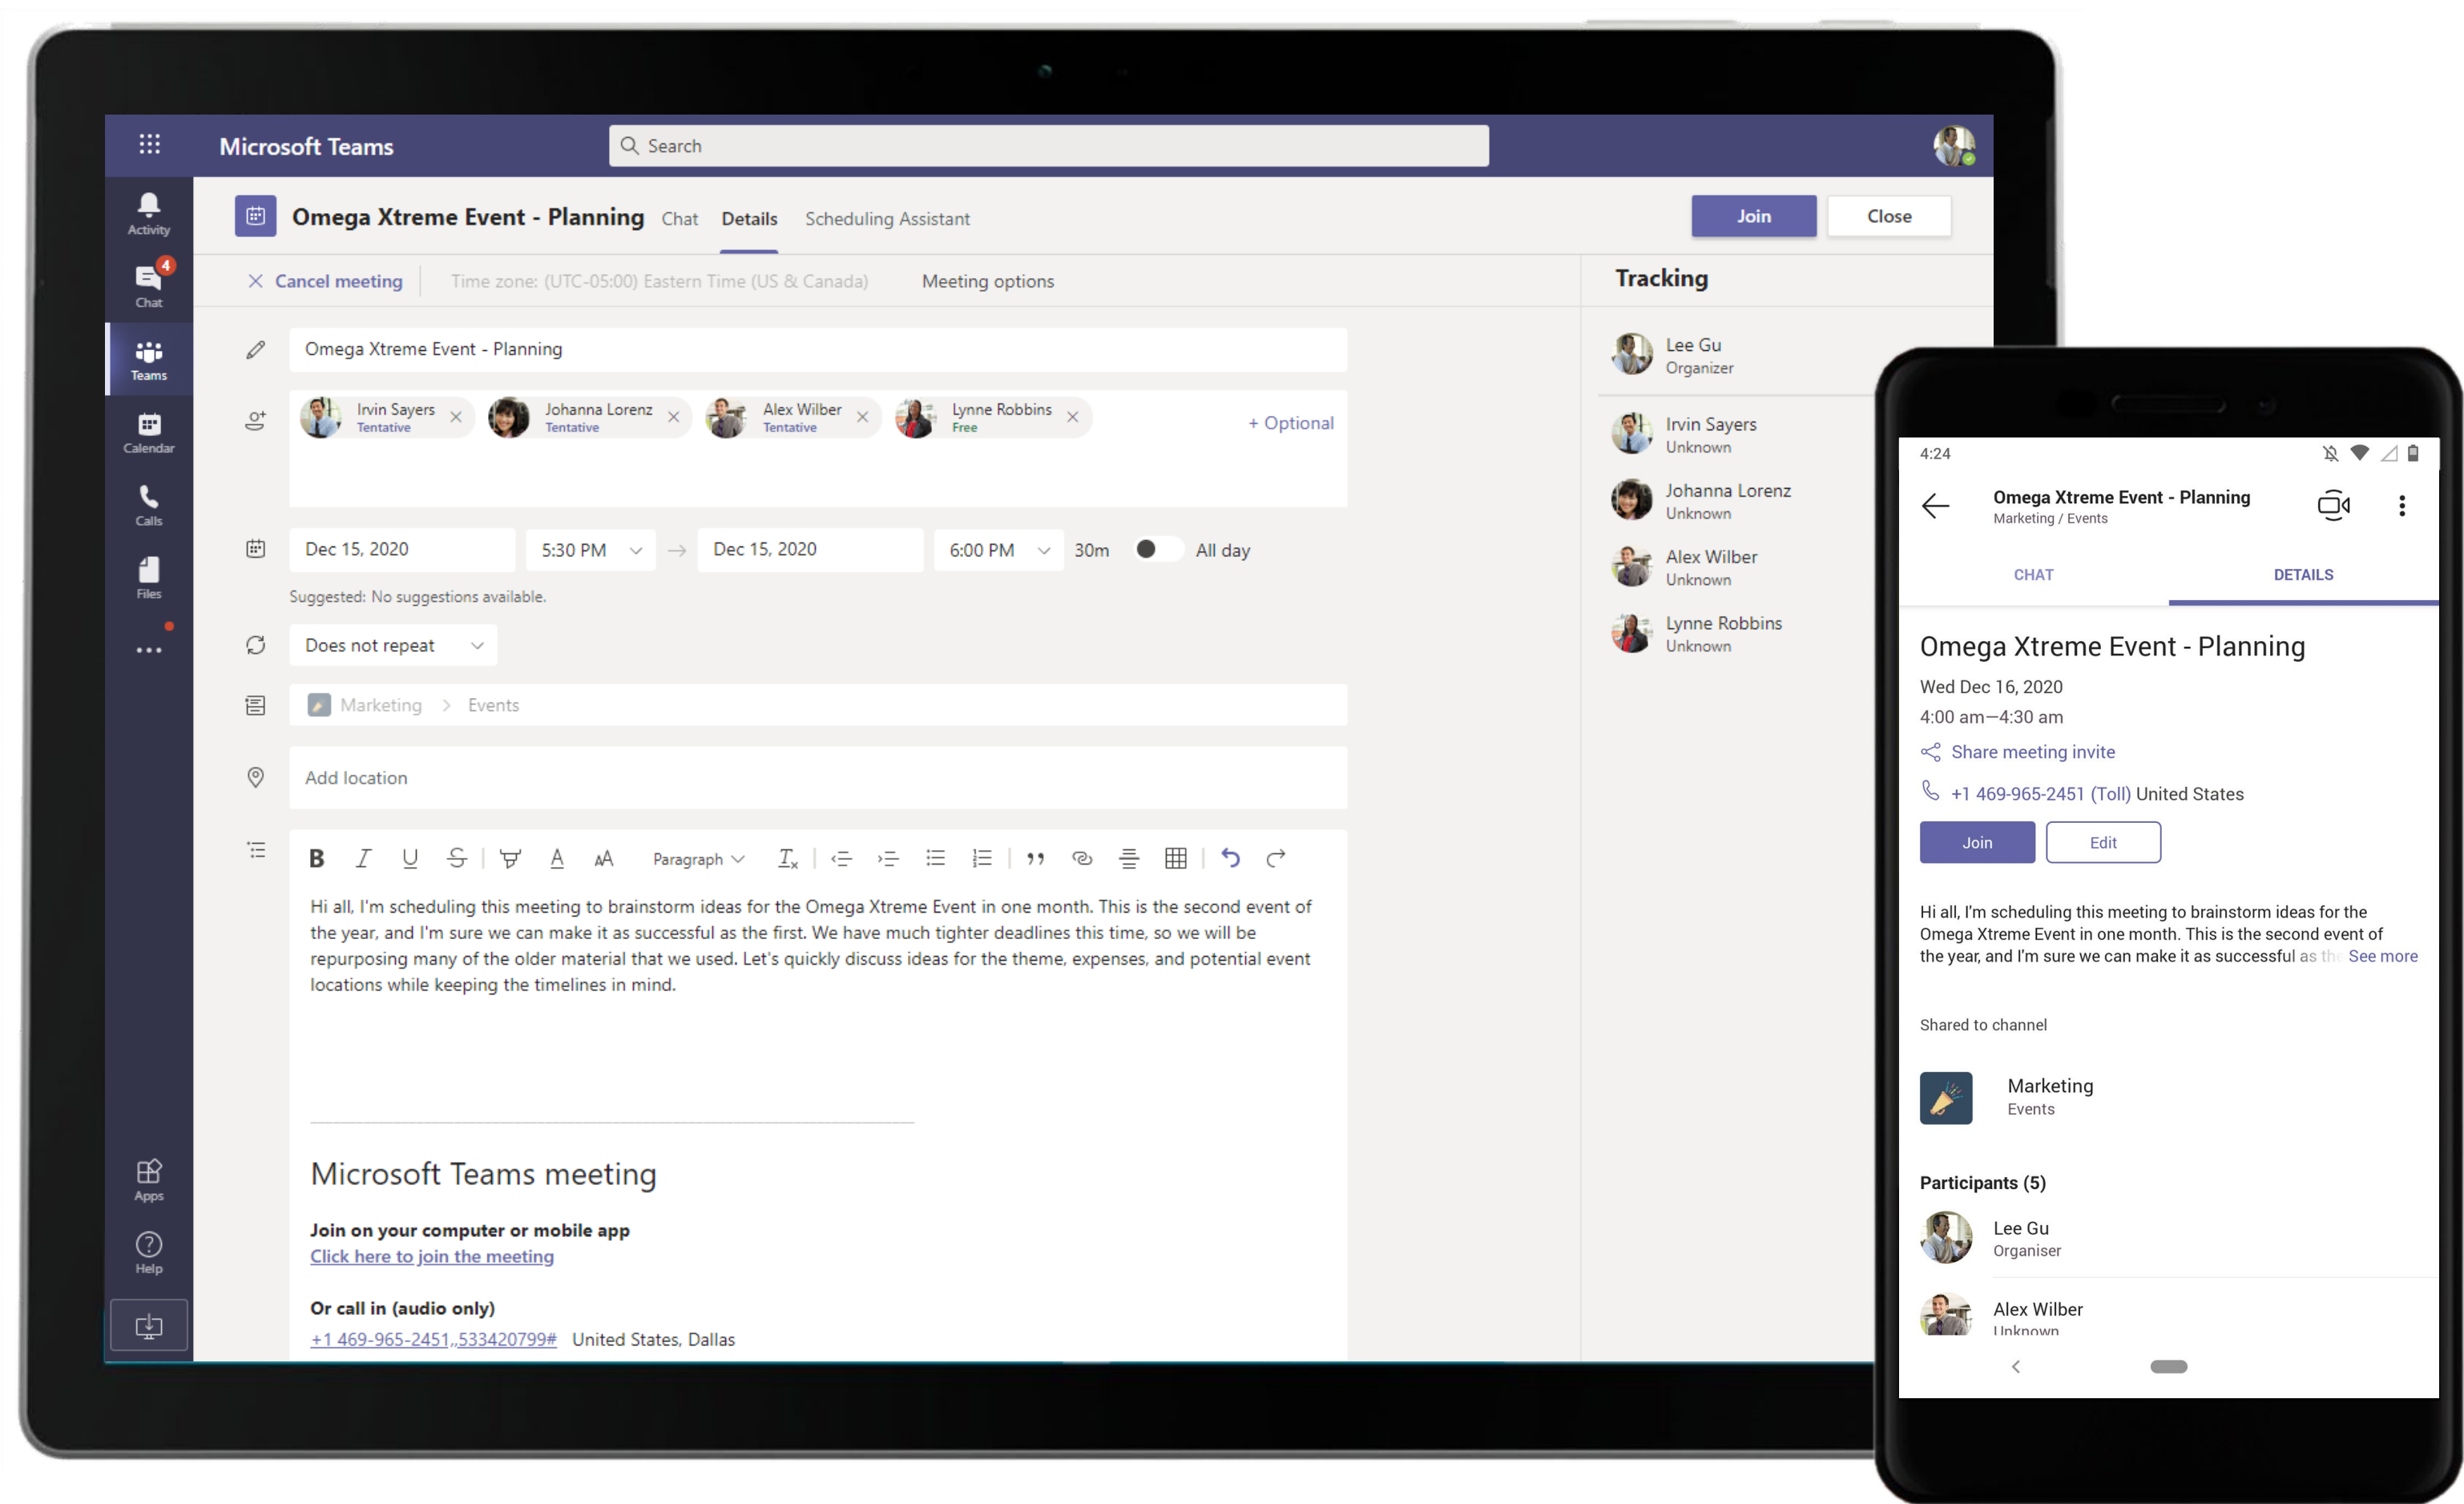 Microsoft Teams
Search
Activity
4
Chat
Teams
Calendar
Calls
Files
Apps
Help
Omega Xtreme Event - Planning Chat Details Scheduling Assistant
Join Close
Cancel meeting Time zone: (UTC-05:00) Eastern Time (US & Canada) Meeting options
Omega Xtreme Event - Planning
Irvin Sayers Johanna Lorenz Alex Wilber Lynne Robbins
Tentative Tentative Tentative Free
+ Optional
Dec 15, 2020 5:30 PM → Dec 15, 2020 6:00 PM 30m All day
Suggested: No suggestions available.
Does not repeat
Marketing > Events
Add location
B I U S A AA Paragraph
Hi all, I'm scheduling this meeting to brainstorm ideas for the Omega Xtreme Event in one month. This is the second event of
the year, and I'm sure we can make it as successful as the first. We have much tighter deadlines this time, so we will be
repurposing many of the older material that we used. Let's quickly discuss ideas for the theme, expenses, and potential event
locations while keeping the timelines in mind.
Microsoft Teams meeting
Join on your computer or mobile app
Click here to join the meeting
Or call in (audio only)
+1 469-965-2451,,533420799# United States, Dallas
Tracking
Lee Gu
Organizer
Irvin Sayers
Unknown
Johanna Lorenz
Unknown
Alex Wilber
Unknown
Lynne Robbins
Unknown
4:24
Omega Xtreme Event - Planning
Marketing / Events
CHAT DETAILS
Omega Xtreme Event - Planning
Wed Dec 16, 2020
4:00 am–4:30 am
Share meeting invite
+1 469-965-2451 (Toll) United States
Join Edit
Hi all, I'm scheduling this meeting to brainstorm ideas for the
Omega Xtreme Event in one month. This is the second event of
the year, and I'm sure we can make it as successful as the See more
Shared to channel
Marketing
Events
Participants (5)
Lee Gu
Organiser
Alex Wilber
Unknown